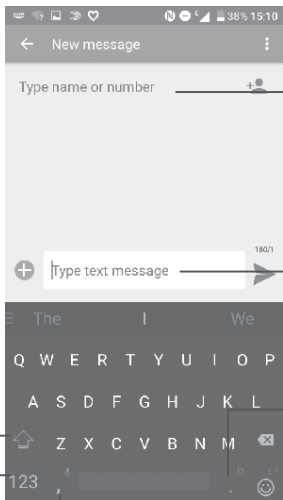 38% 15:10
New message
Type name or number
160/1
Type text message
The I We
Q W E R T Y U I O P
A S D F G H J K L
Z X C V B N M
123 , .